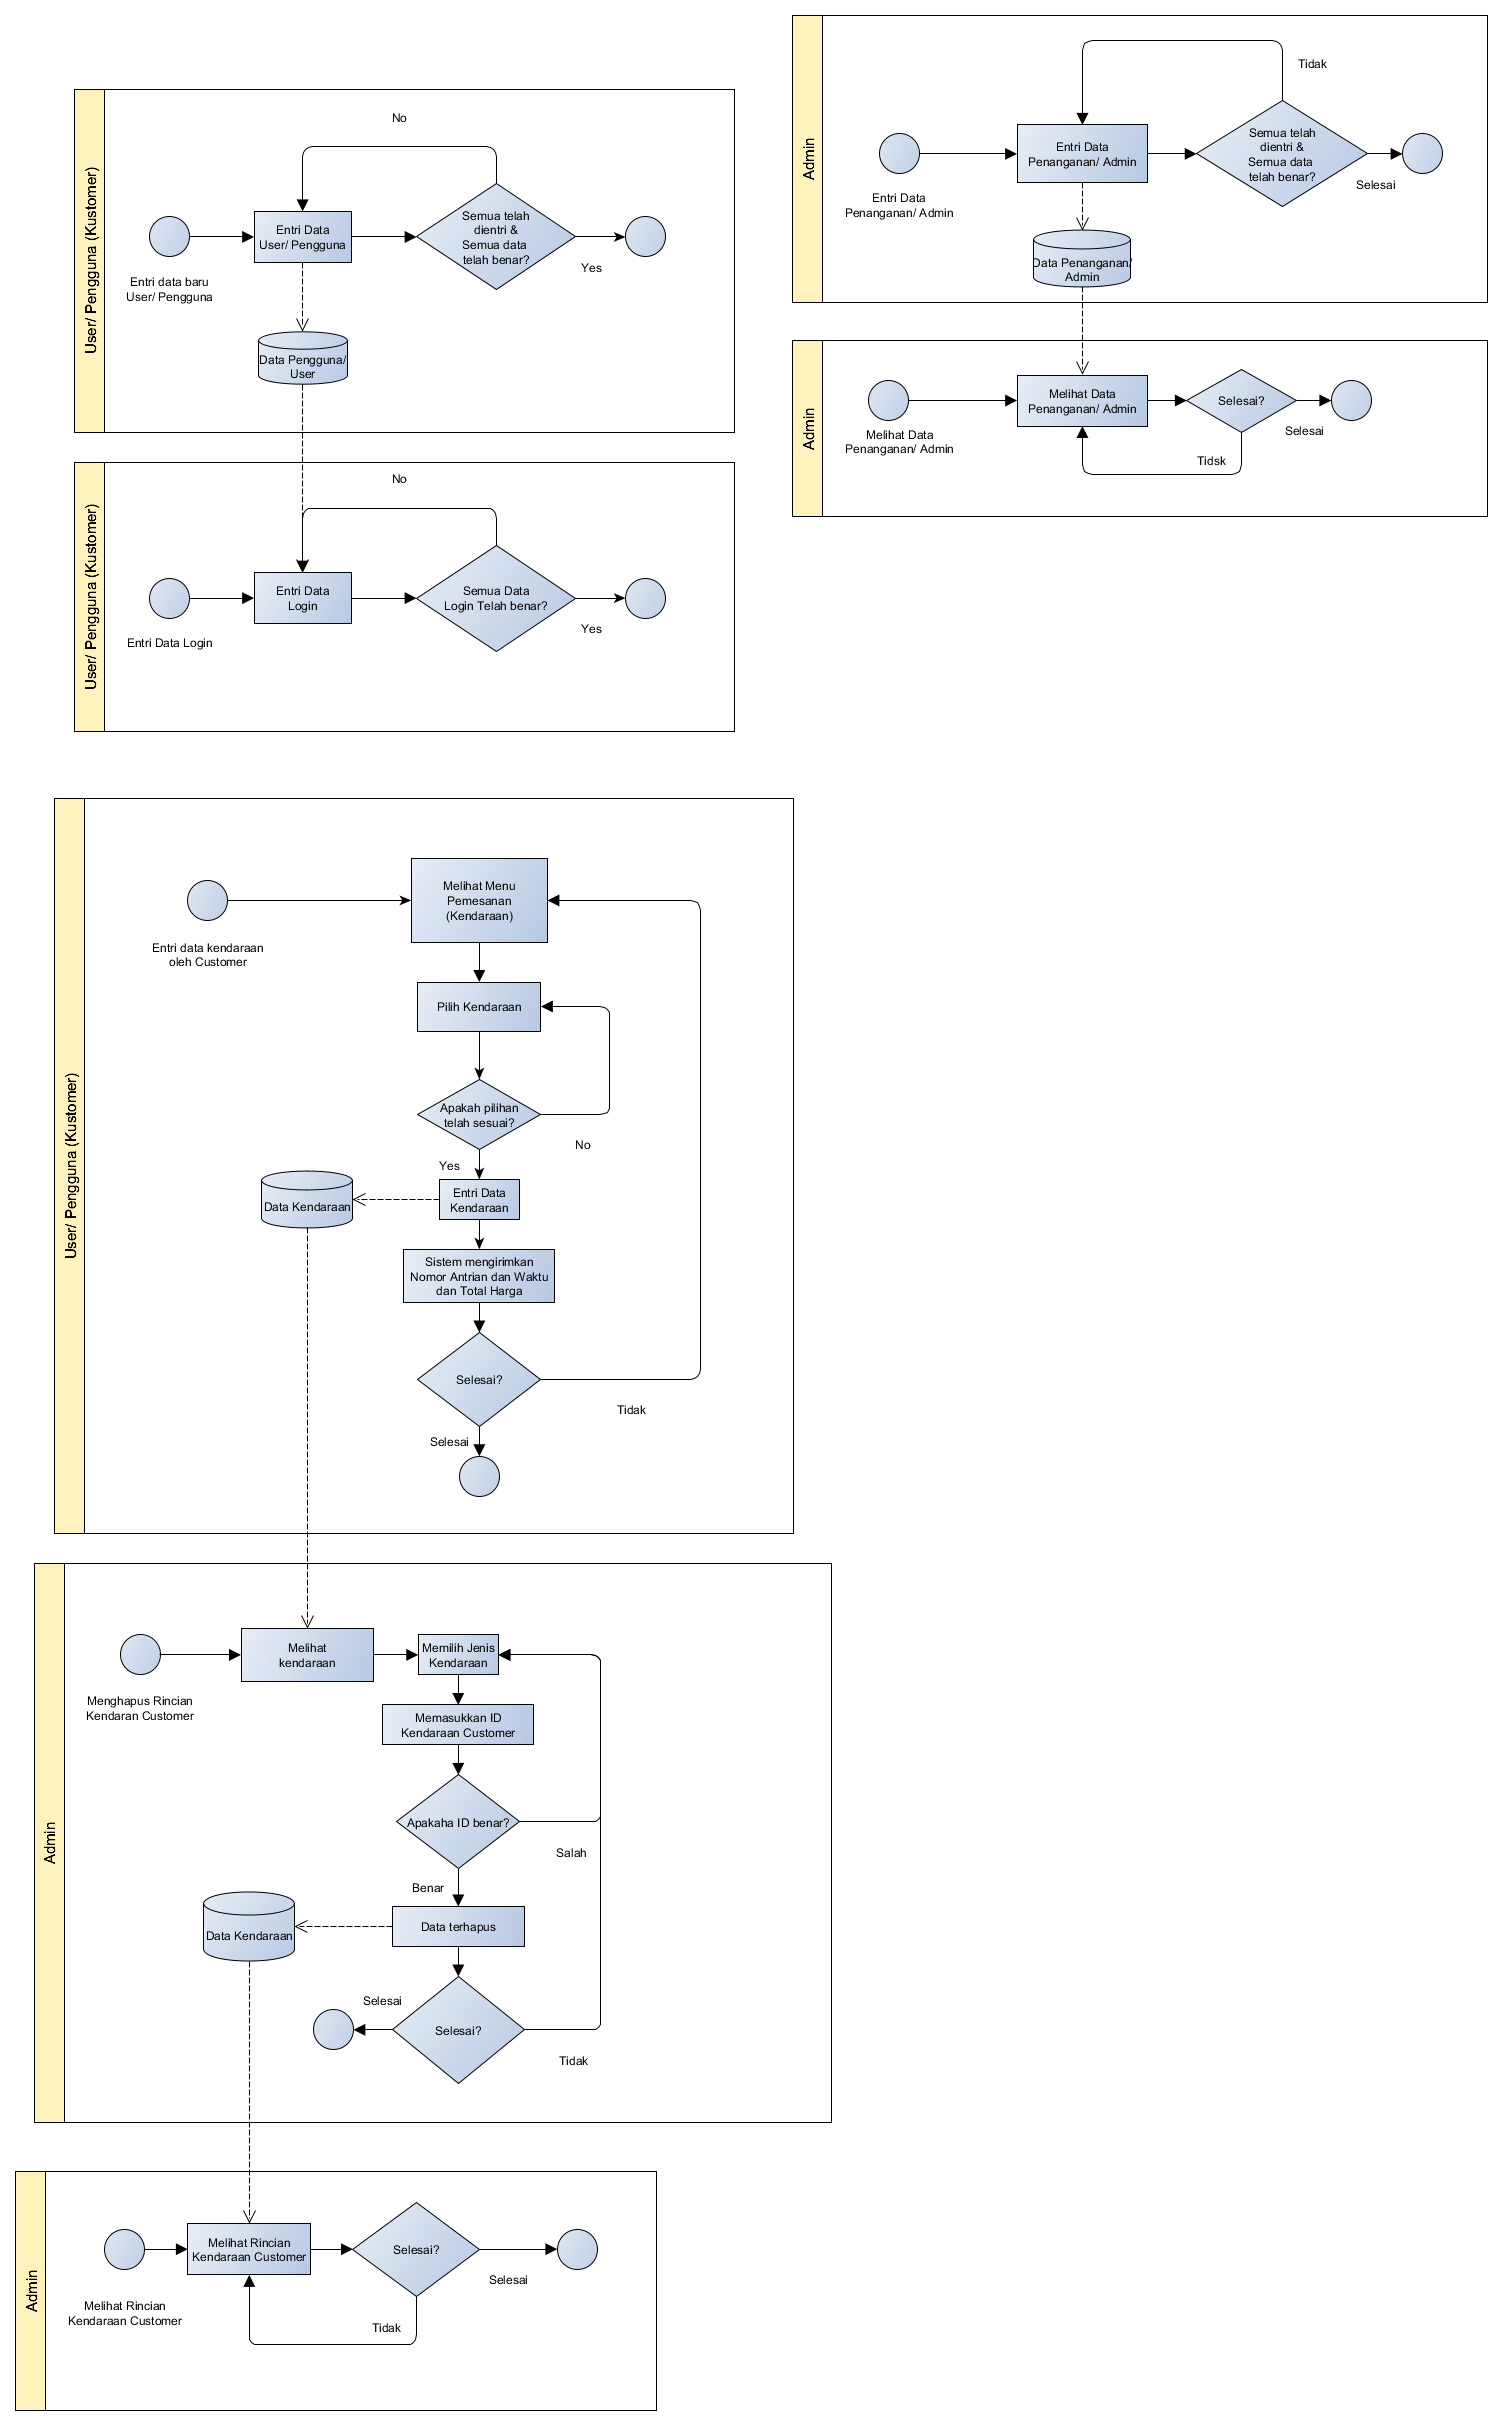 User/ Pengguna (Kustomer)
No
Entri Data
User/ Pengguna
Semua telah
dientri &
Semua data
telah benar?
Yes
Entri data baru
User/ Pengguna
Data Pengguna/
User
User/ Pengguna (Kustomer)
No
Entri Data
Login
Semua Data
Login Telah benar?
Yes
Entri Data Login
Admin
Tidak
Entri Data
Penanganan/ Admin
Semua telah
dientri &
Semua data
telah benar?
Selesai
Entri Data
Penanganan/ Admin
Data Penanganan/
Admin
Admin
Melihat Data
Penanganan/ Admin
Selesai?
Selesai
Melihat Data
Penanganan/ Admin
Tidsk
User/ Pengguna (Kustomer)
Melihat Menu
Pemesanan
(Kendaraan)
Entri data kendaraan
oleh Customer
Pilih Kendaraan
Apakah pilihan
telah sesuai?
No
Yes
Entri Data
Kendaraan
Data Kendaraan
Sistem mengirimkan
Nomor Antrian dan Waktu
dan Total Harga
Selesai?
Tidak
Selesai
Admin
Melihat
kendaraan
Memilih Jenis
Kendaraan
Menghapus Rincian
Kendaran Customer
Memasukkan ID
Kendaraan Customer
Apakaha ID benar?
Salah
Benar
Data terhapus
Data Kendaraan
Selesai
Selesai?
Tidak
Admin
Melihat Rincian
Kendaraan Customer
Selesai?
Selesai
Melihat Rincian
Kendaraan Customer
Tidak